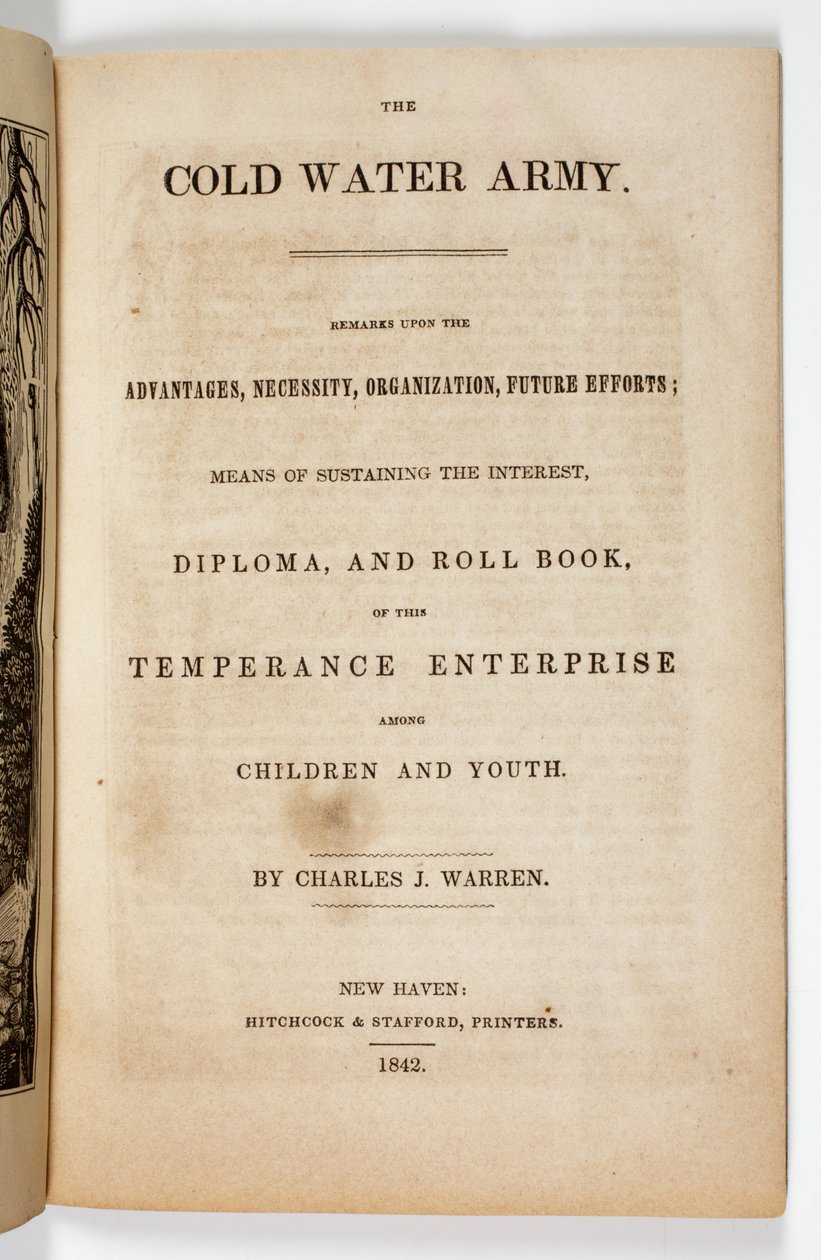 THE
COLD WATER ARMY.
REMARKS UPON THE
ADVANTAGES, NECESSITY, ORGANIZATION, FUTURE EFFORTS;
MEANS OF SUSTAINING THE INTEREST,
DIPLOMA, AND ROLL BOOK,
OF THIS
TEMPERANCE ENTERPRISE
AMONG
CHILDREN AND YOUTH.
BY CHARLES J. WARREN.
NEW HAVEN:
HITCHCOCK & STAFFORD, PRINTERS.
1842.